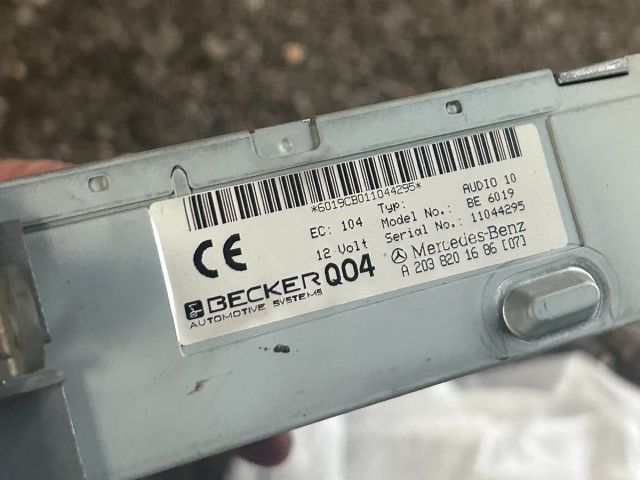 *6019CB011044295*
EC: 104 Typ: AUDIO 10
12 Volt Model No.: BE 6019
Serial No.: 11044295
CE
BECKER Q04 Mercedes-Benz
AUTOMOTIVE SYSTEMS A 203 820 16 86 [07]